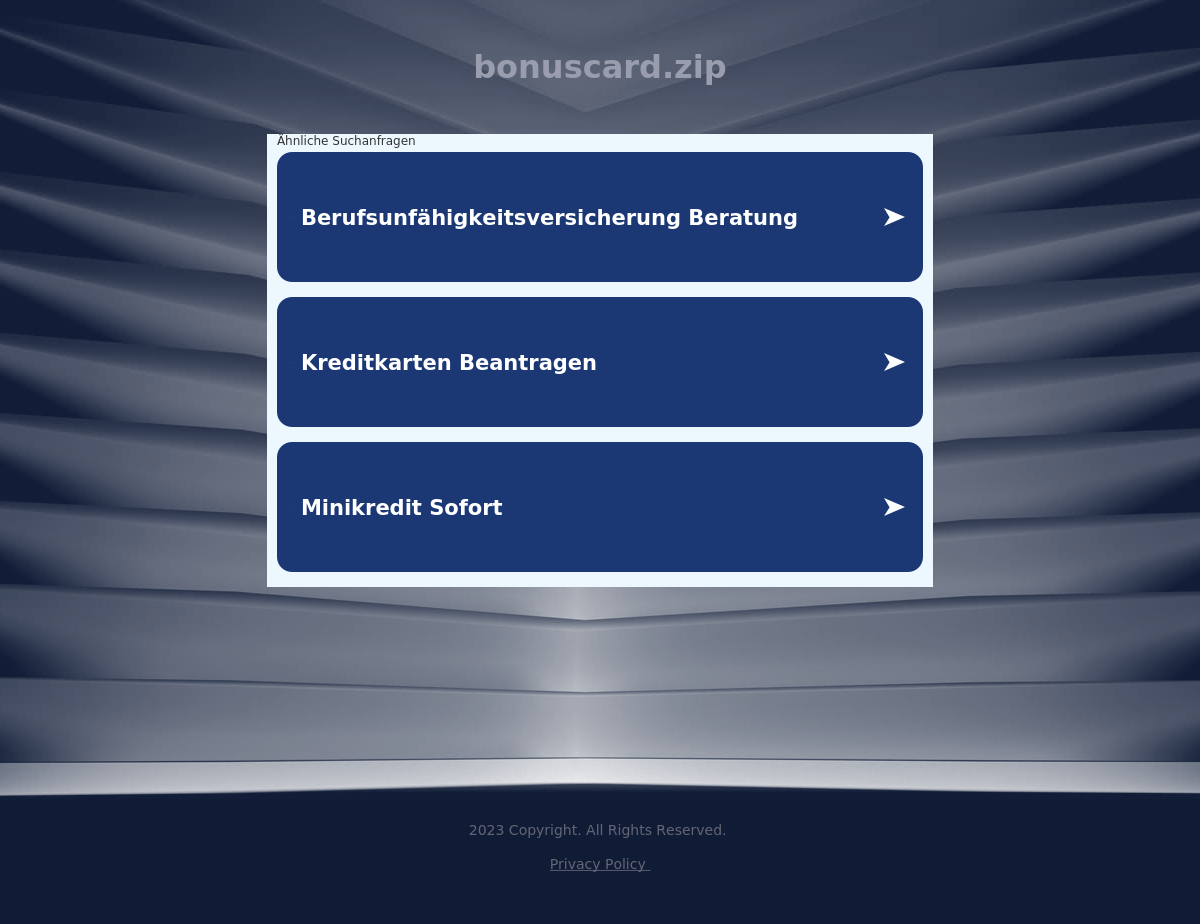 bonuscard.zip
Ähnliche Suchanfragen
Berufsunfähigkeitsversicherung Beratung
Kreditkarten Beantragen
Minikredit Sofort
2023 Copyright. All Rights Reserved.
Privacy Policy